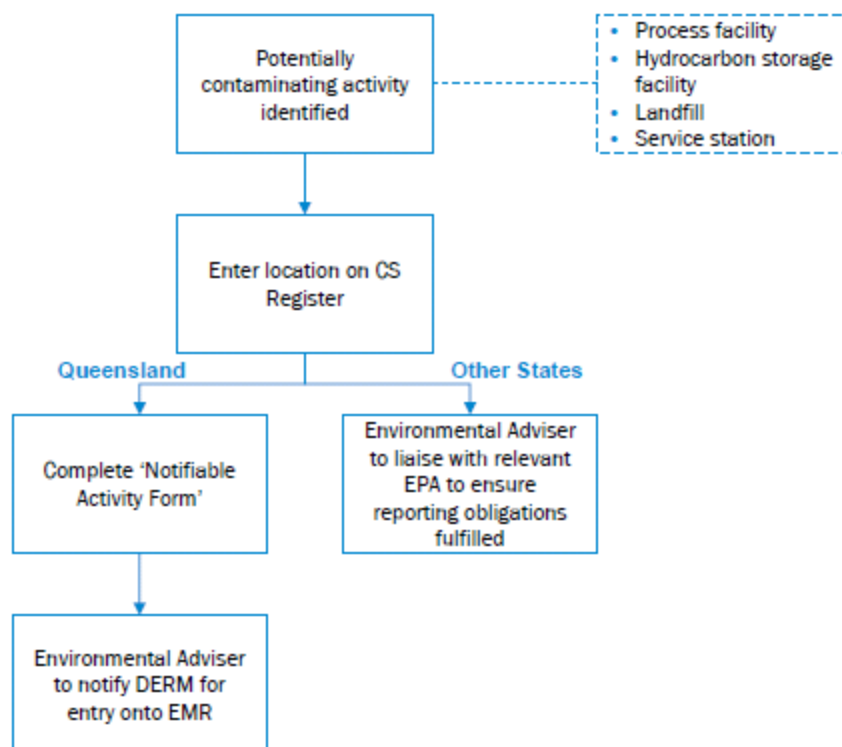 Potentially
contaminating activity
identified
• Process facility
• Hydrocarbon storage
facility
• Landfill
• Service station
Enter location on CS
Register
Queensland
Other States
Complete ‘Notifiable
Activity Form’
Environmental Adviser
to liaise with relevant
EPA to ensure
reporting obligations
fulfilled
Environmental Adviser
to notify DERM for
entry onto EMR